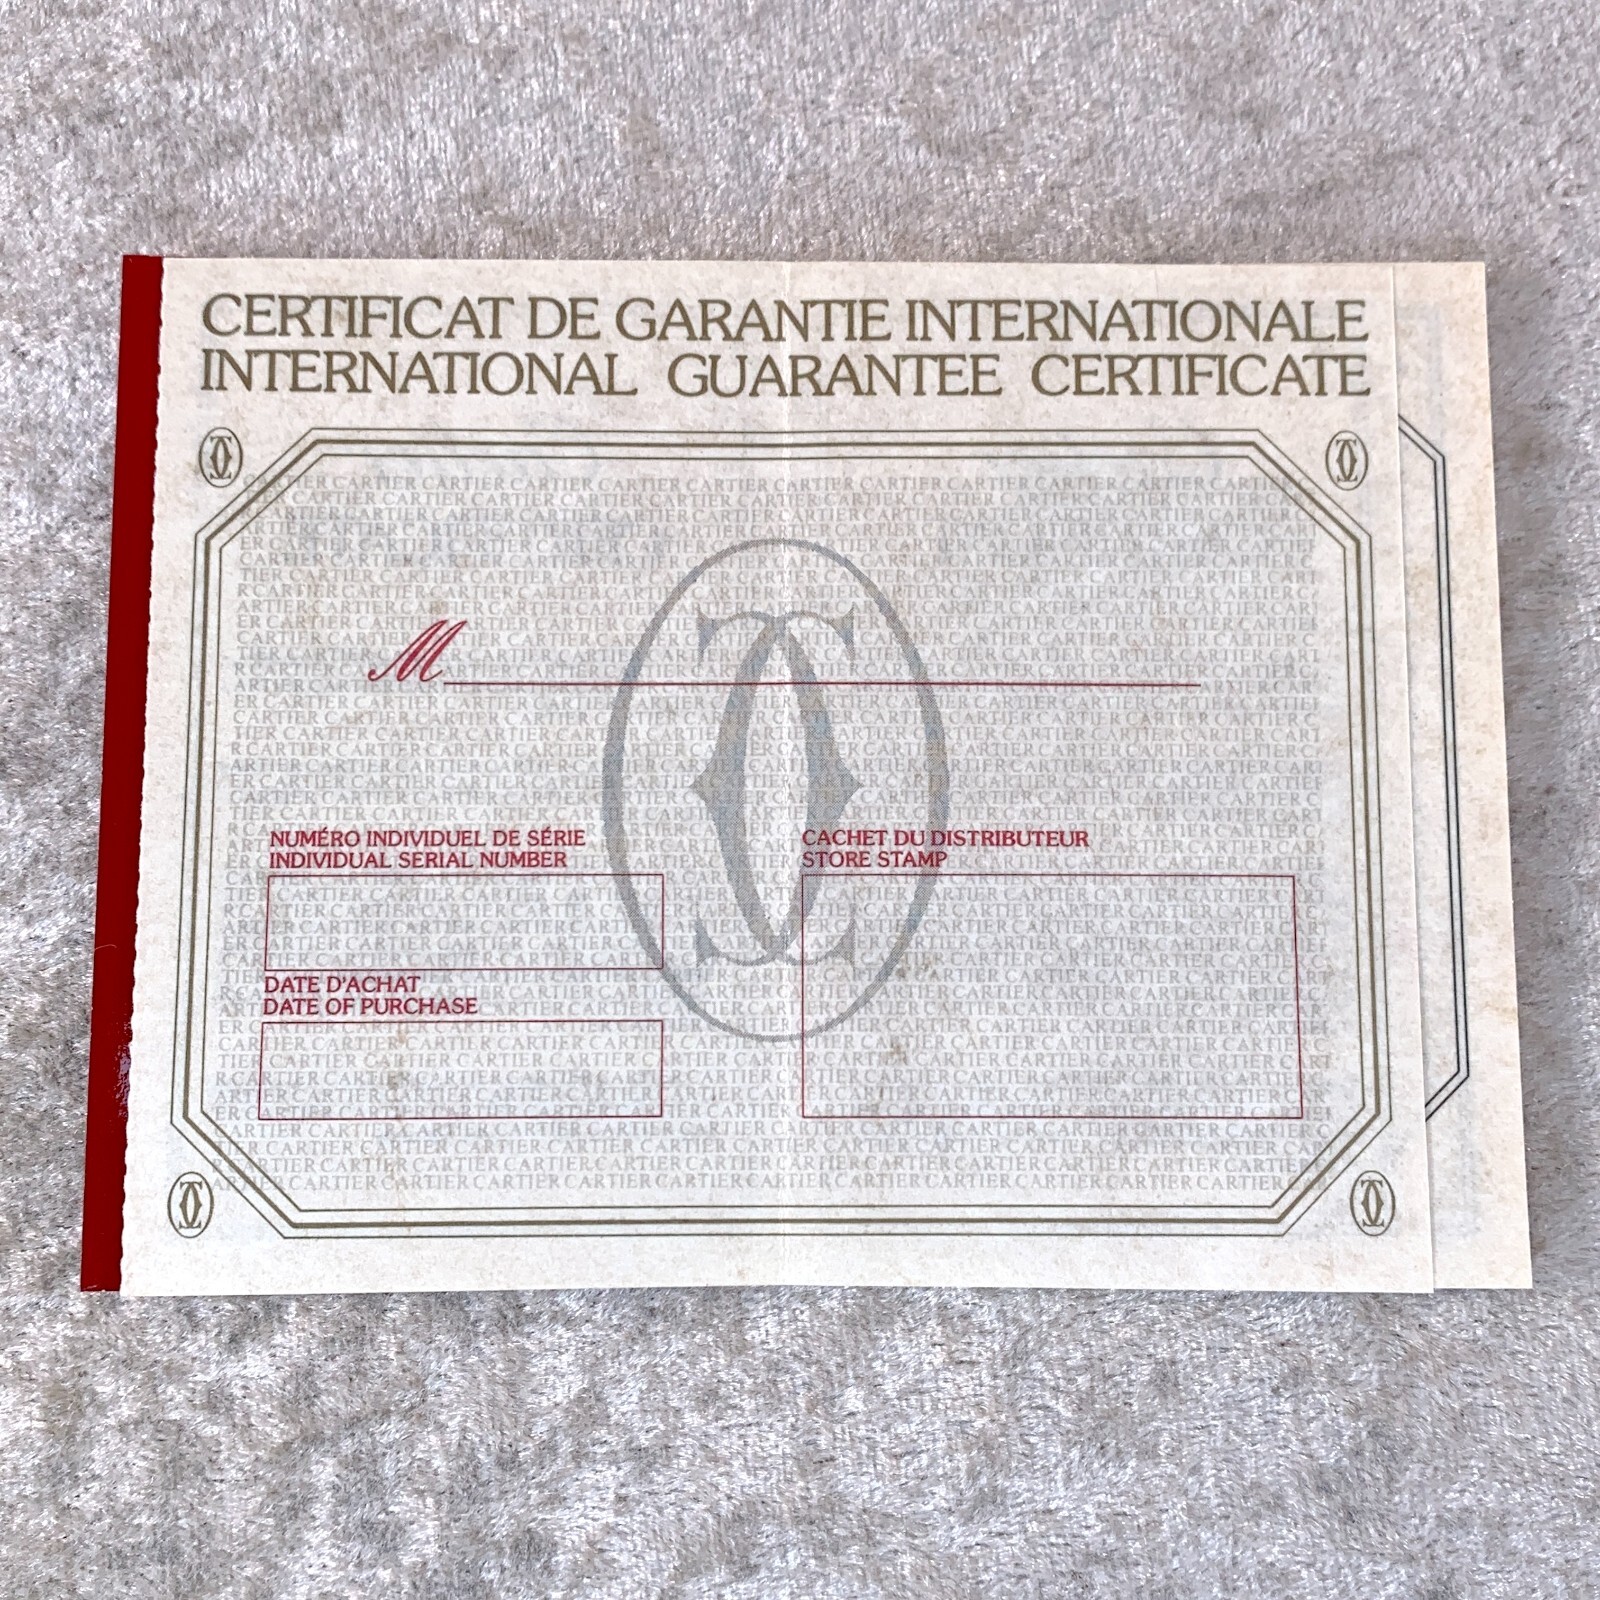 CERTIFICAT DE GARANTIE INTERNATIONALE
INTERNATIONAL GUARANTEE CERTIFICATE
M
NUMÉRO INDIVIDUEL DE SÉRIE
INDIVIDUAL SERIAL NUMBER
CACHET DU DISTRIBUTEUR
STORE STAMP
DATE D'ACHAT
DATE OF PURCHASE